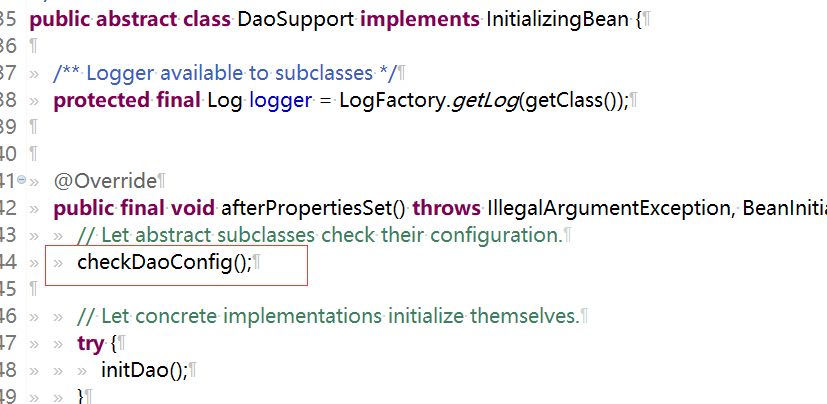 35 public abstract class DaoSupport implements InitializingBean {
36
37 /** Logger available to subclasses */
38 protected final Log logger = LogFactory.getLog(getClass());
39
40
41 @Override
42 public final void afterPropertiesSet() throws IllegalArgumentException, BeanIniti
43 // Let abstract subclasses check their configuration.
44 checkDaoConfig();
45
46 // Let concrete implementations initialize themselves.
47 try {
48 initDao();
49 }